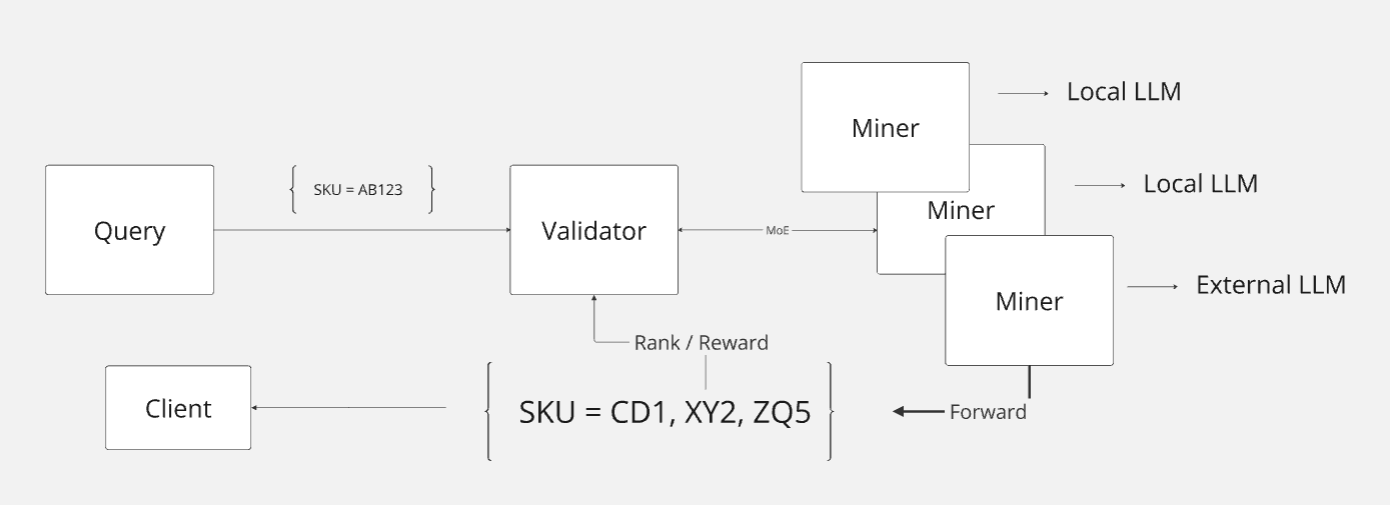 Miner
Local LLM
Miner
Local LLM
Miner
External LLM
Query
SKU = AB123
Validator
MoE
Rank / Reward
Client
SKU = CD1, XY2, ZQ5
Forward